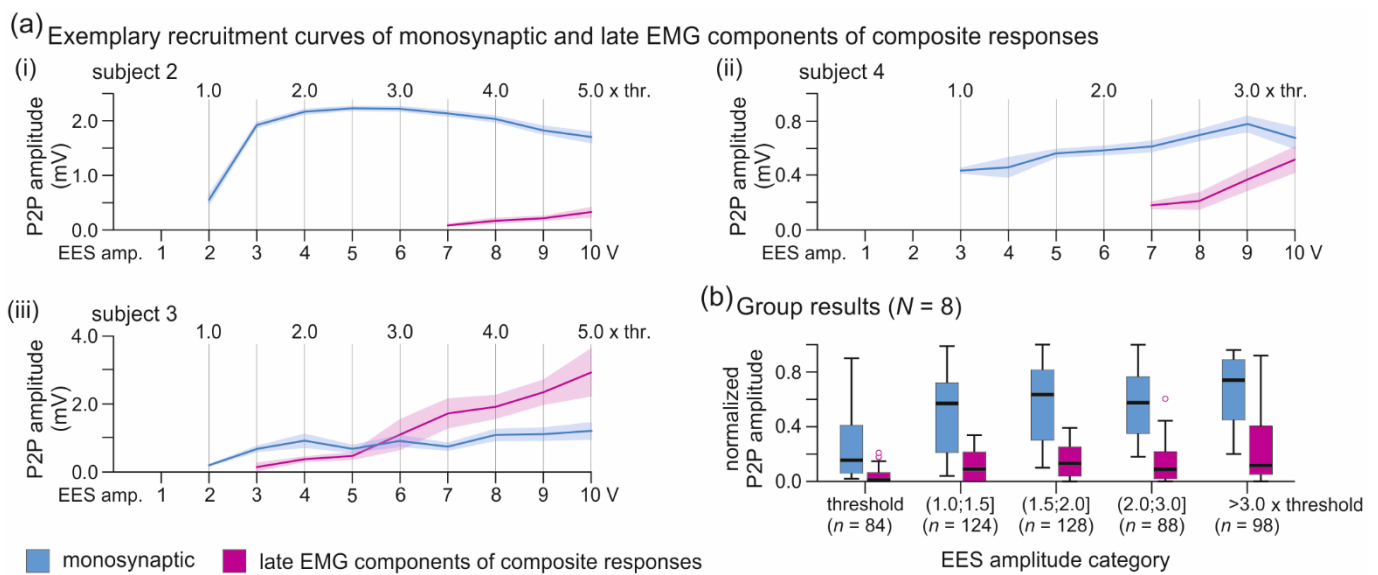 (a) Exemplary recruitment curves of monosynaptic and late EMG components of composite responses
(i) subject 2
1.0 2.0 3.0 4.0 5.0 x thr.
P2P amplitude
(mV)
2.0
1.0
0.0
EES amp. 1 2 3 4 5 6 7 8 9 10 V
(ii) subject 4
1.0 2.0 3.0 x thr.
P2P amplitude
(mV)
0.8
0.4
0.0
EES amp. 1 2 3 4 5 6 7 8 9 10 V
(iii) subject 3
1.0 2.0 3.0 4.0 5.0 x thr.
P2P amplitude
(mV)
4.0
2.0
0.0
EES amp. 1 2 3 4 5 6 7 8 9 10 V
(b) Group results (N = 8)
normalized
P2P amplitude
0.8
0.4
0.0
threshold (1.0;1.5] (1.5;2.0] (2.0;3.0] >3.0 x threshold
(n = 84) (n = 124) (n = 128) (n = 88) (n = 98)
EES amplitude category
monosynaptic late EMG components of composite responses